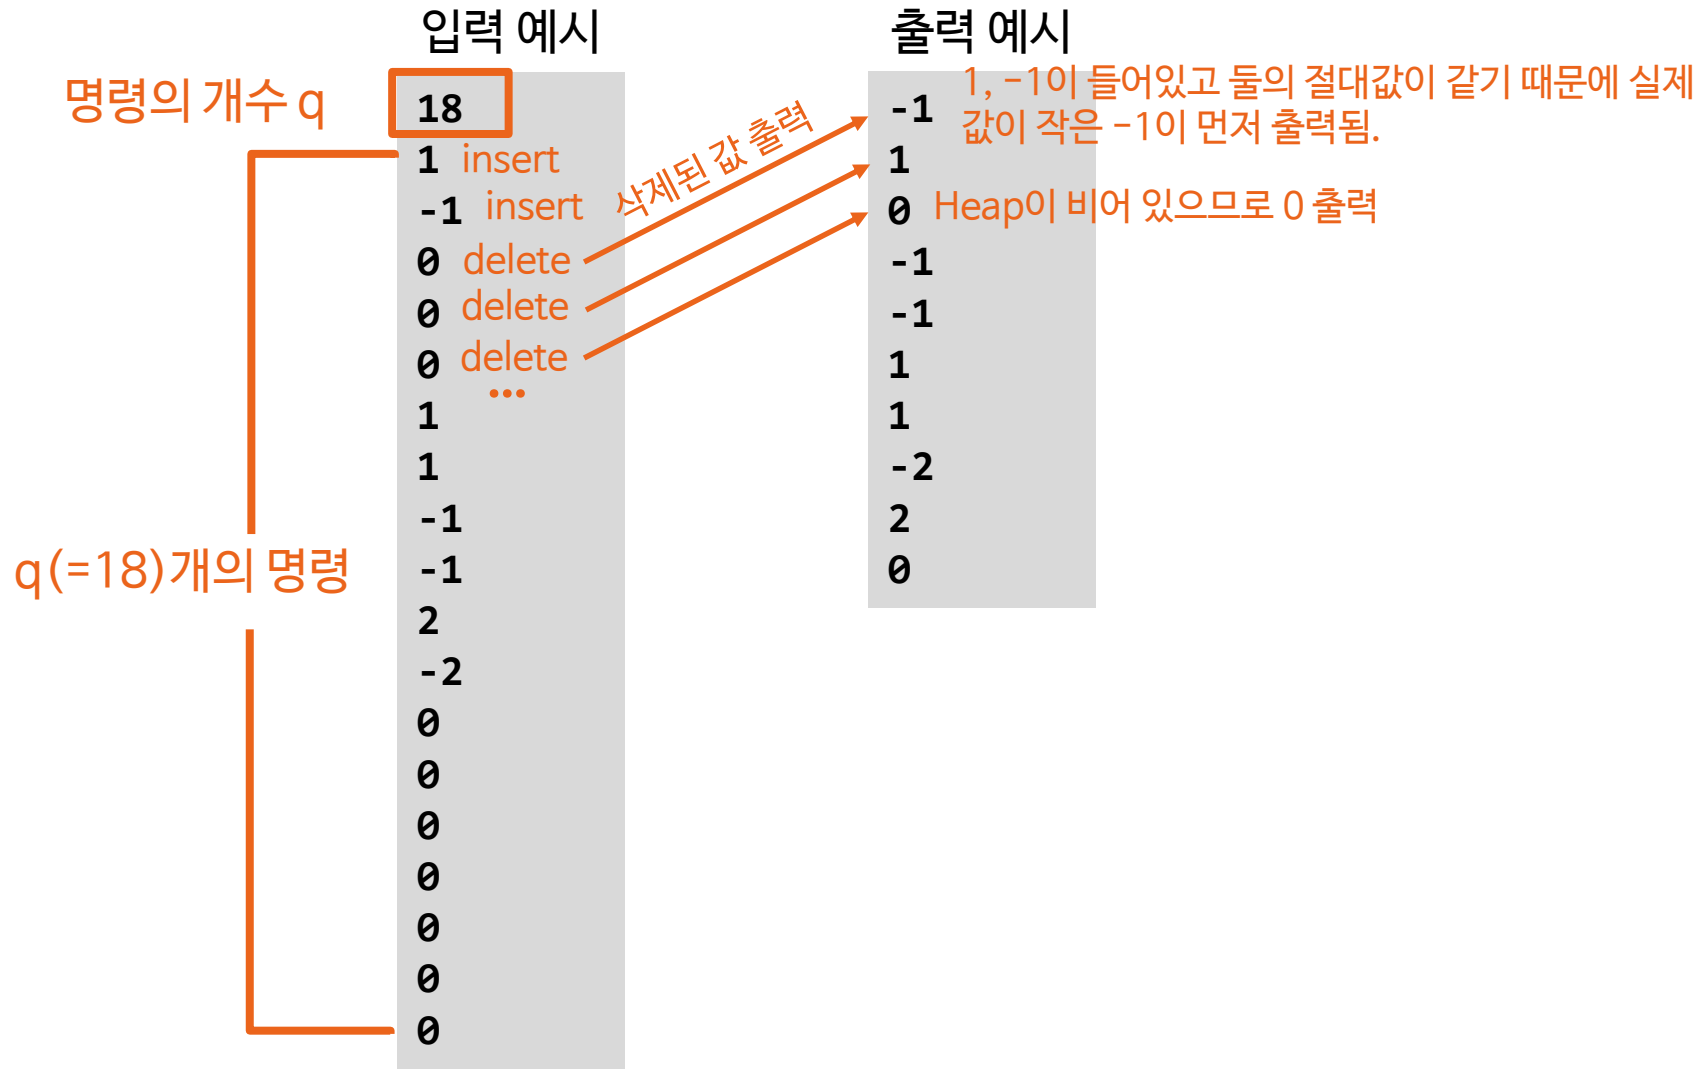 입력 예시
명령의 개수 q
18
1 insert
-1 insert
0 delete
0 delete
0 delete
...
1
1
-1
-1
2
-2
0
0
0
0
0
0
0
q(=18)개의 명령
삭제된 값 출력
출력 예시
-1
1, -1이 들어있고 둘의 절대값이 같기 때문에 실제
값이 작은 -1이 먼저 출력됨.
1
0 Heap이 비어 있으므로 0 출력
-1
-1
1
1
-2
2
0